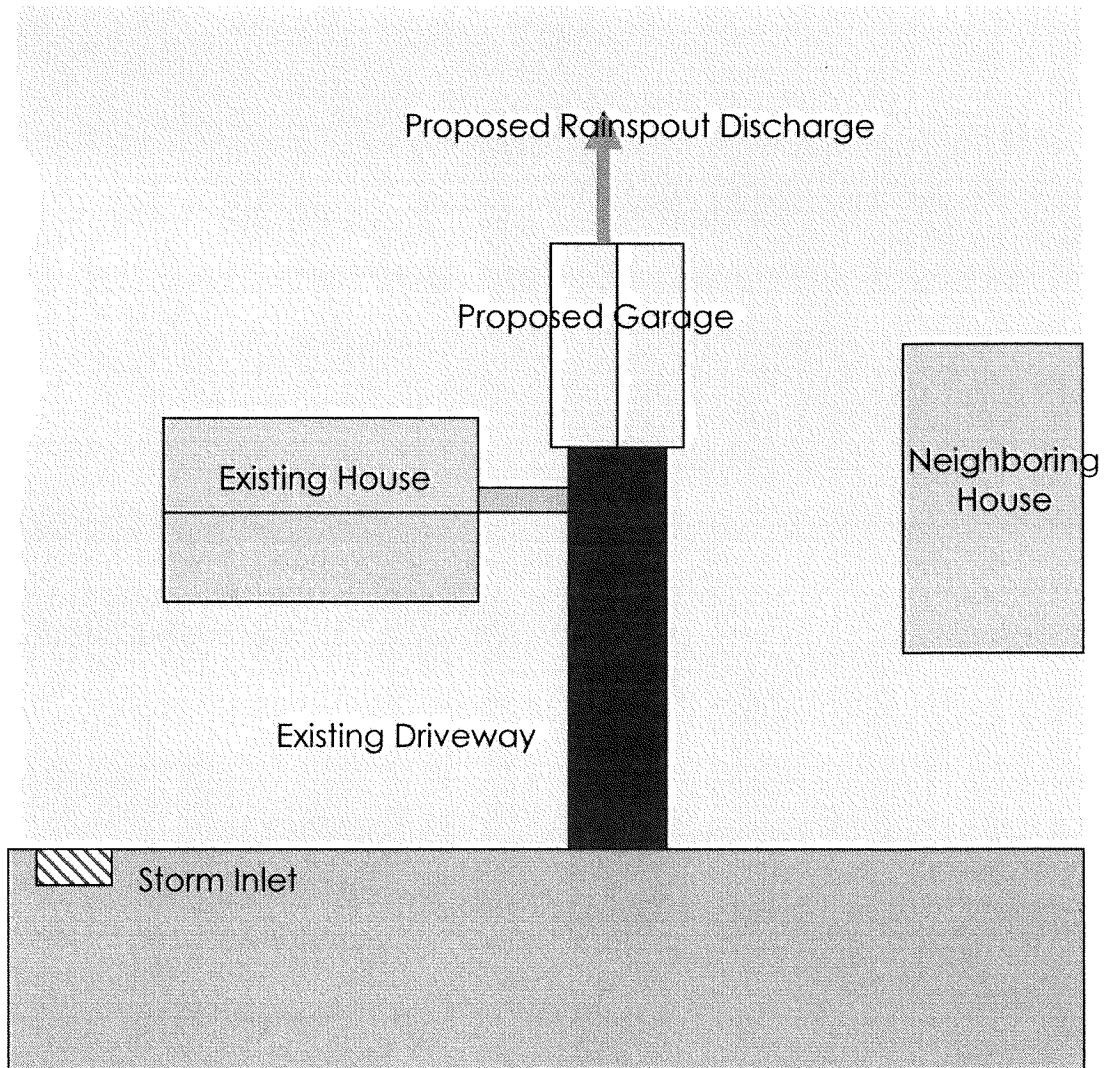 Proposed Rainspout Discharge
Proposed Garage
Existing House
Neighboring
House
Existing Driveway
Storm Inlet